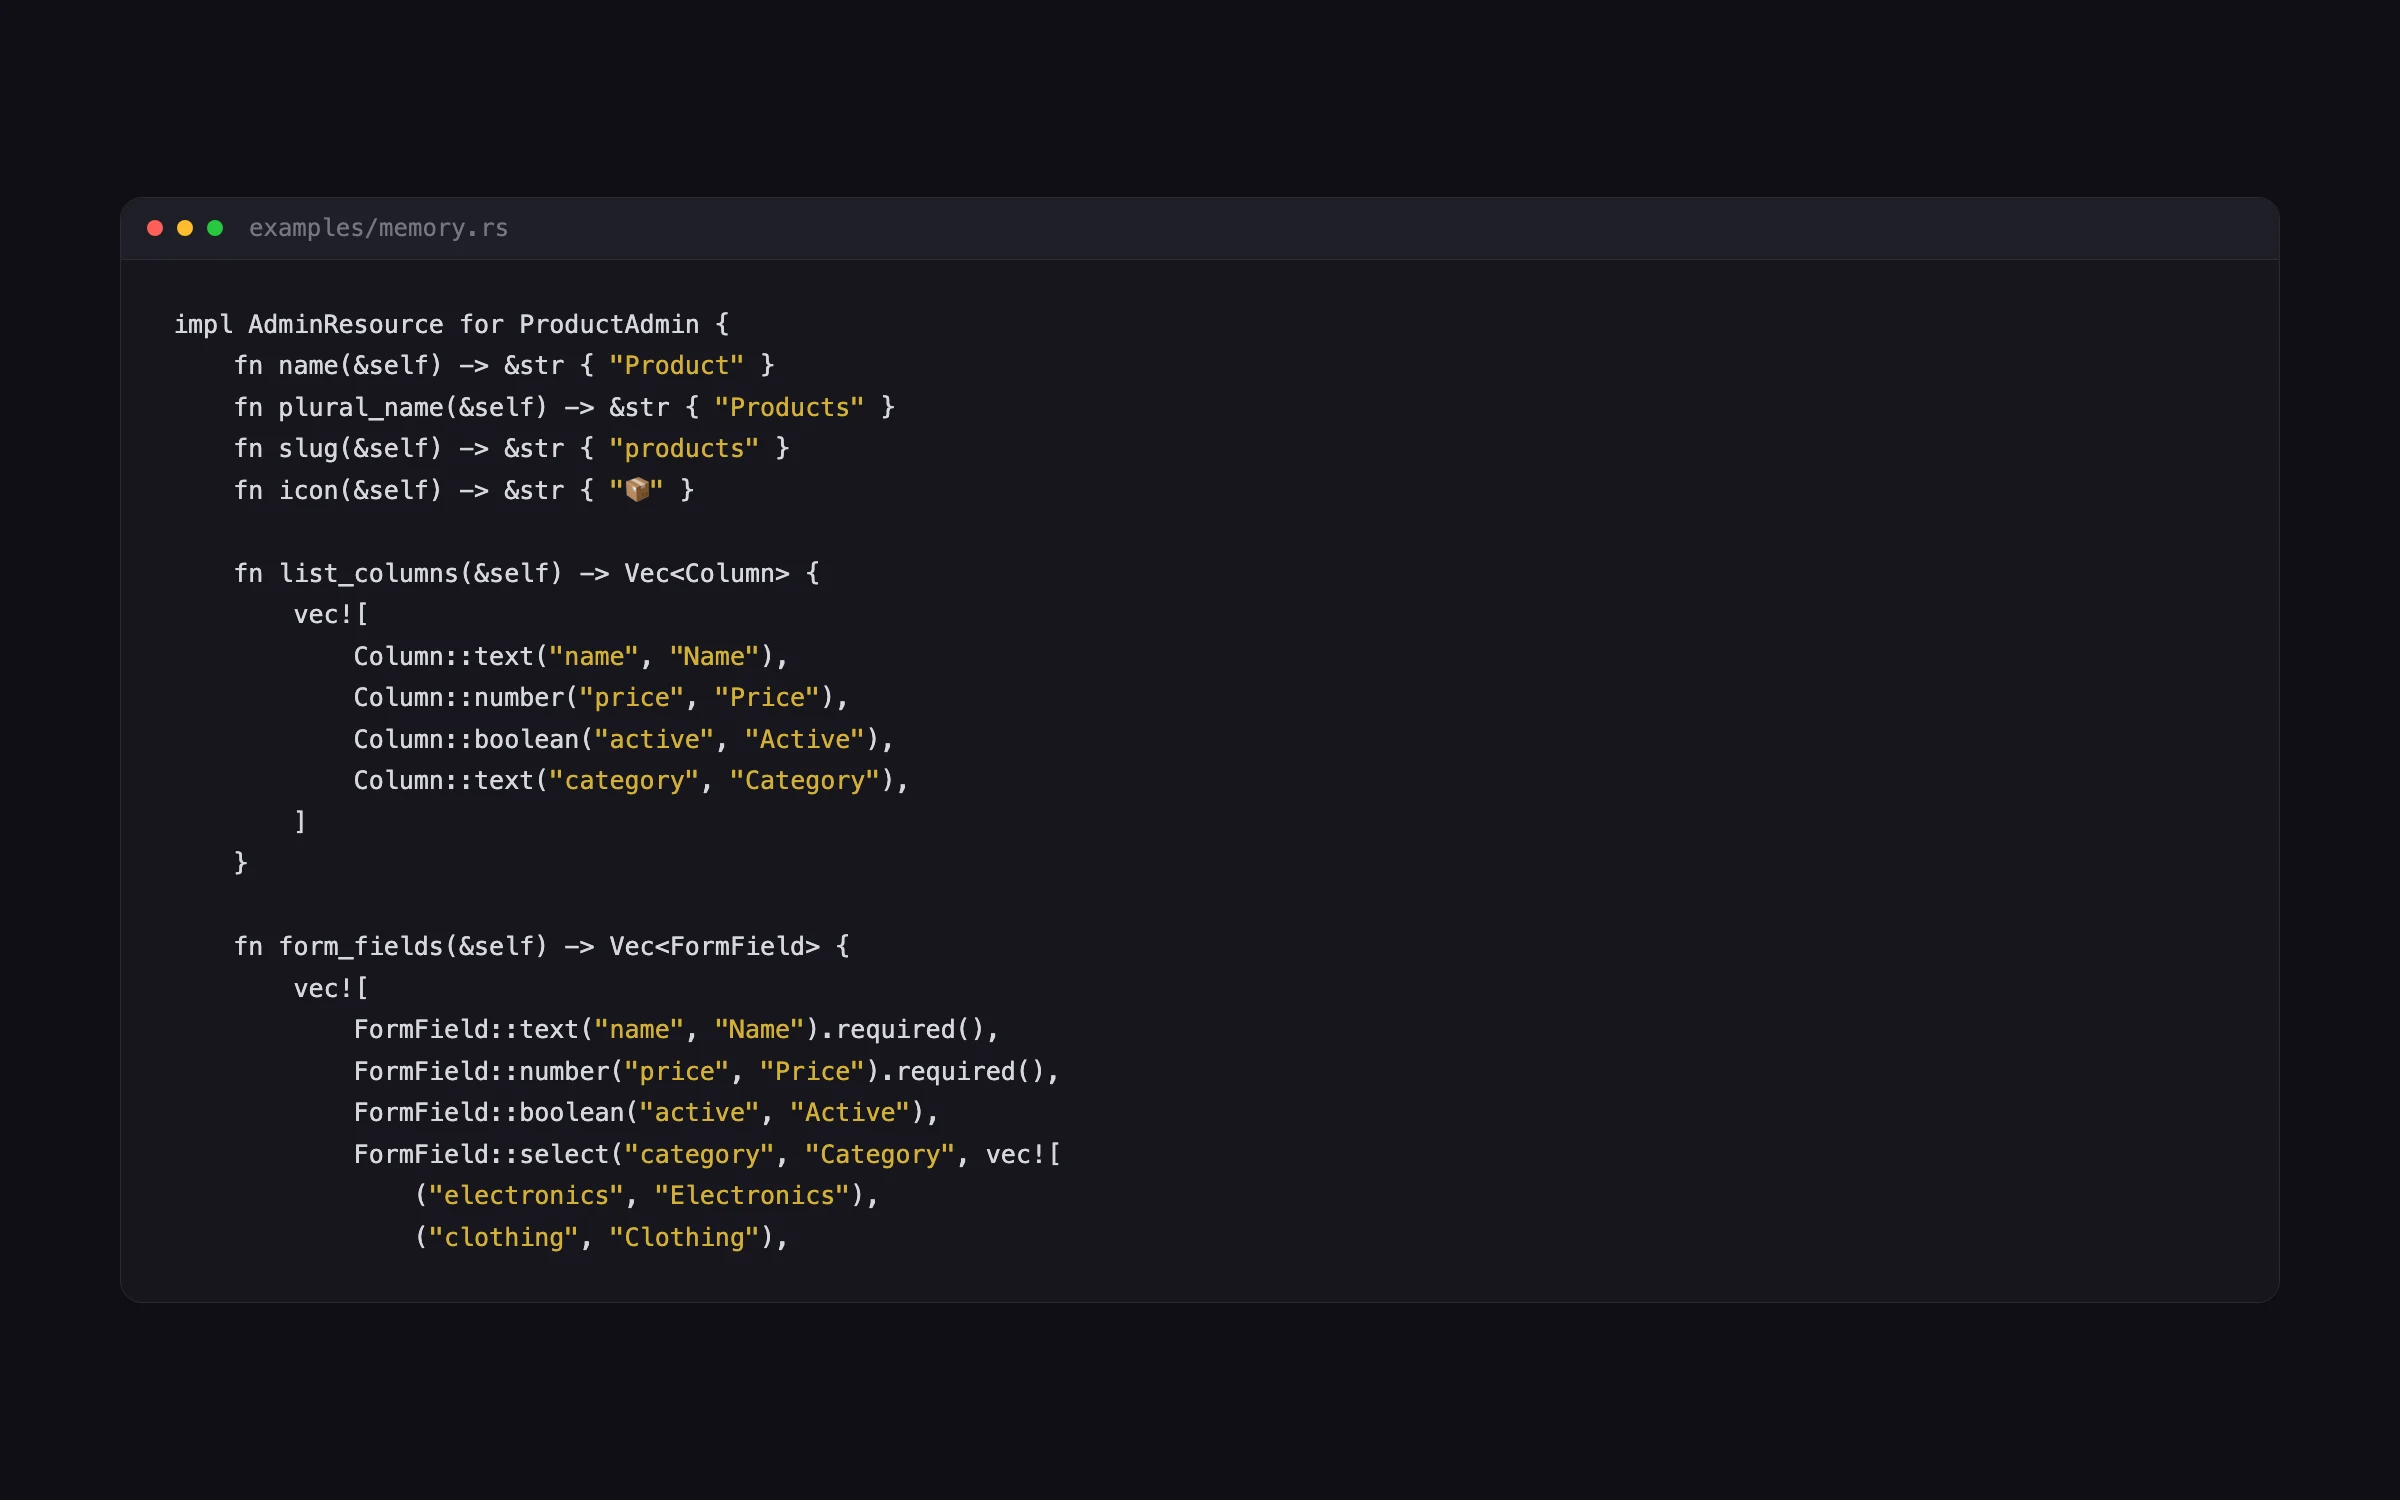 examples/memory.rs
impl AdminResource for ProductAdmin {
    fn name(&self) -> &str { "Product" }
    fn plural_name(&self) -> &str { "Products" }
    fn slug(&self) -> &str { "products" }
    fn icon(&self) -> &str { "📦" }

    fn list_columns(&self) -> Vec<Column> {
        vec![
            Column::text("name", "Name"),
            Column::number("price", "Price"),
            Column::boolean("active", "Active"),
            Column::text("category", "Category"),
        ]
    }

    fn form_fields(&self) -> Vec<FormField> {
        vec![
            FormField::text("name", "Name").required(),
            FormField::number("price", "Price").required(),
            FormField::boolean("active", "Active"),
            FormField::select("category", "Category", vec![
                ("electronics", "Electronics"),
                ("clothing", "Clothing"),